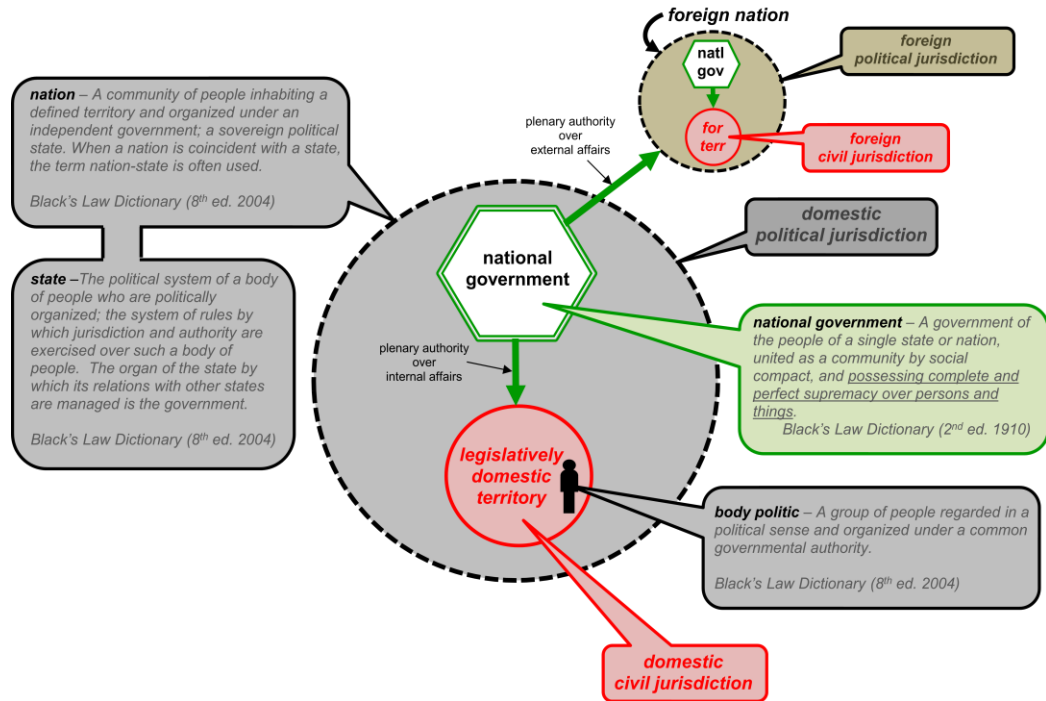 foreign nation
natl
gov
for
terr
foreign
political jurisdiction
foreign
civil jurisdiction
nation – A community of people inhabiting a
defined territory and organized under an
independent government; a sovereign political
state. When a nation is coincident with a state,
the term nation-state is often used.
Black's Law Dictionary (8th ed. 2004)
plenary authority
over
external affairs
domestic
political jurisdiction
national
government
state –The political system of a body
of people who are politically
organized; the system of rules by
which jurisdiction and authority are
exercised over such a body of
people. The organ of the state by
which its relations with other states
are managed is the government.
Black's Law Dictionary (8th ed. 2004)
plenary authority
over
internal affairs
national government – A government of
the people of a single state or nation,
united as a community by social
compact, and possessing complete and
perfect supremacy over persons and
things.
Black's Law Dictionary (2nd ed. 1910)
legislatively
domestic
territory
body politic – A group of people regarded in a
political sense and organized under a common
governmental authority.
Black's Law Dictionary (8th ed. 2004)
domestic
civil jurisdiction